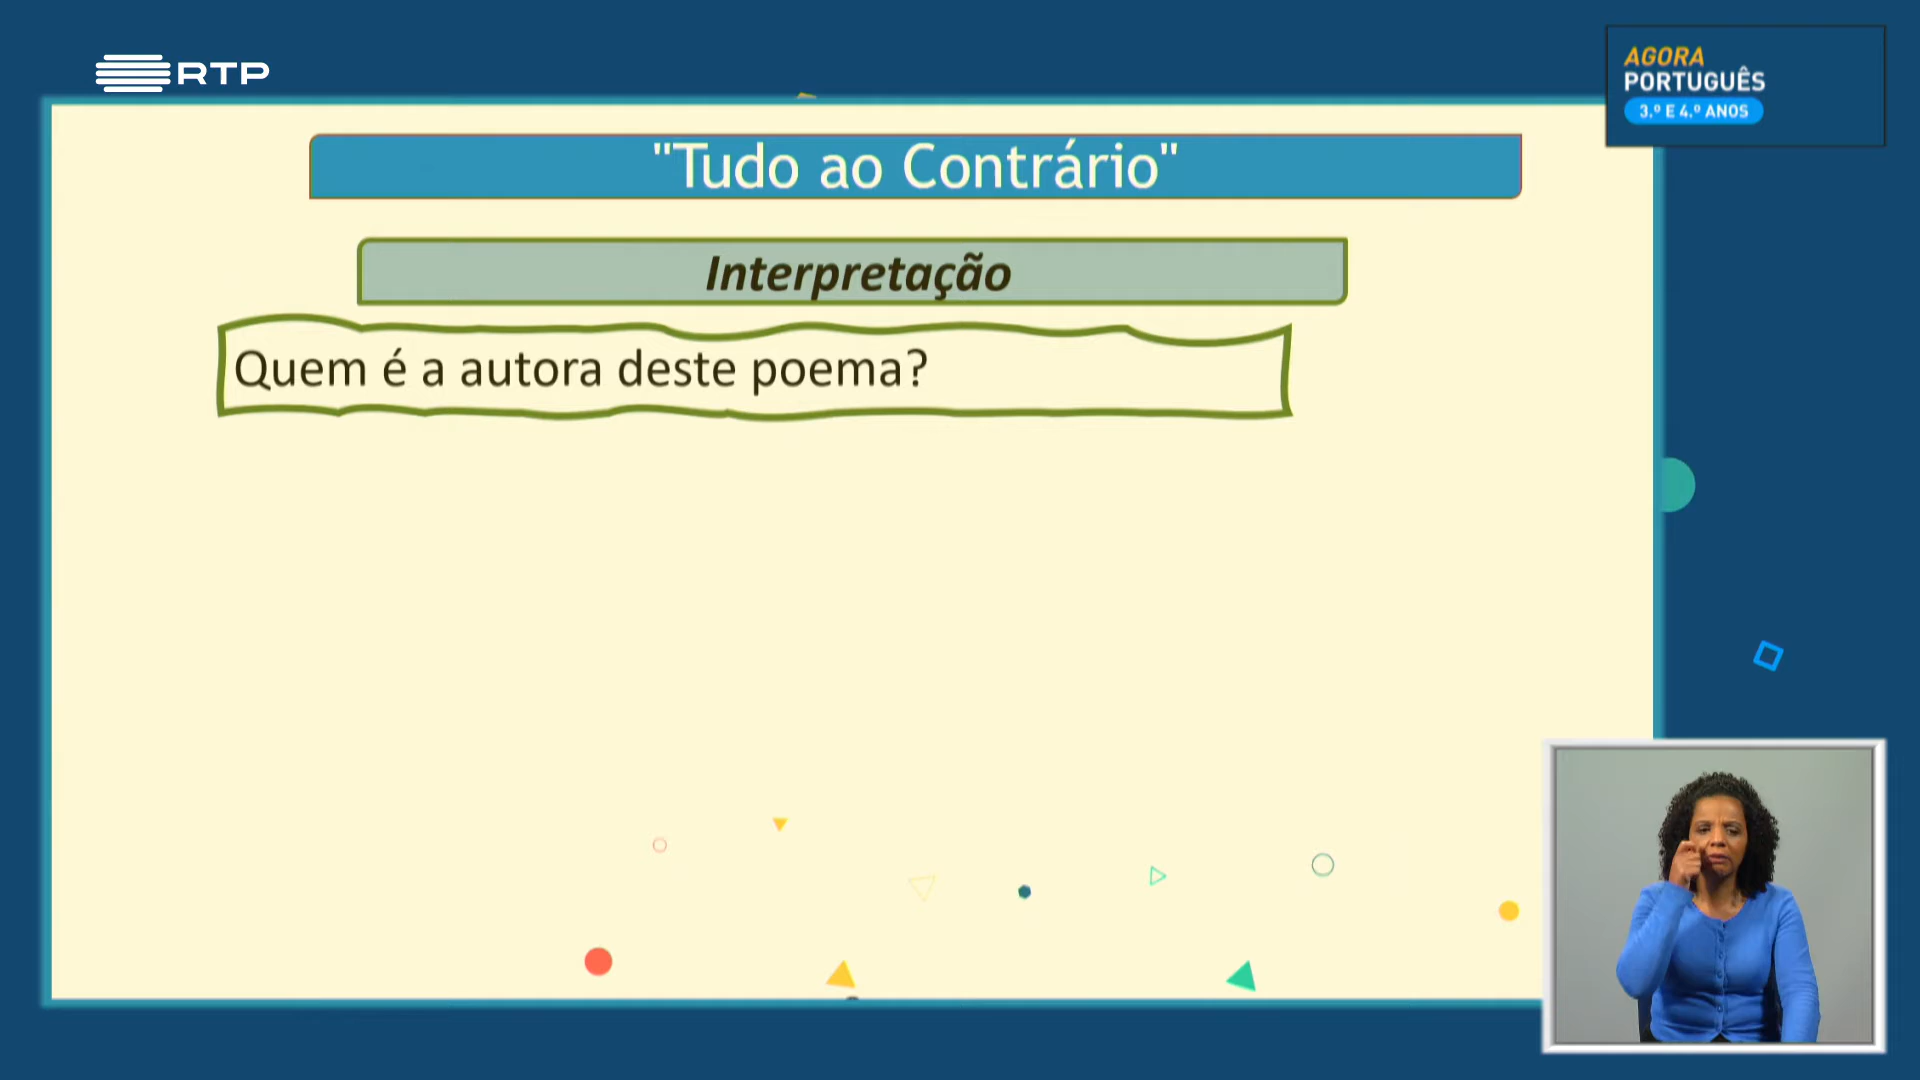 RTP
AGORA
PORTUGUÊS
3.º E 4.º ANOS
"Tudo ao Contrário"
Interpretação
Quem é a autora deste poema?